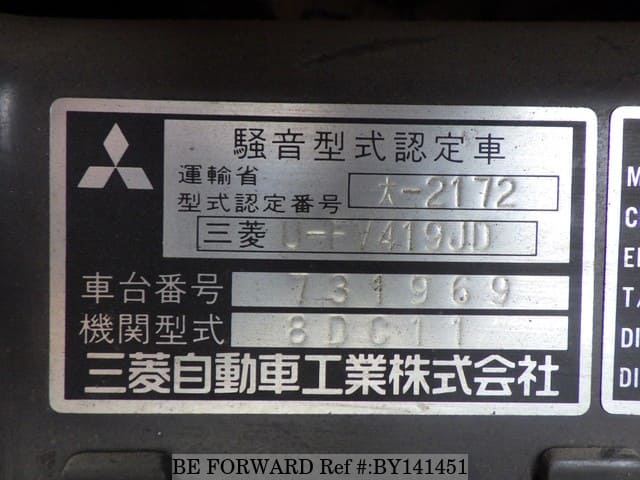 騒音型式認定車
運輸省
型式認定番号 大-2172
三菱 U-FV419JD
車台番号 731969
機関型式 8DC11
三菱自動車工業株式会社
M
C
E
T/
DI
DI
BE FORWARD Ref #:BY141451